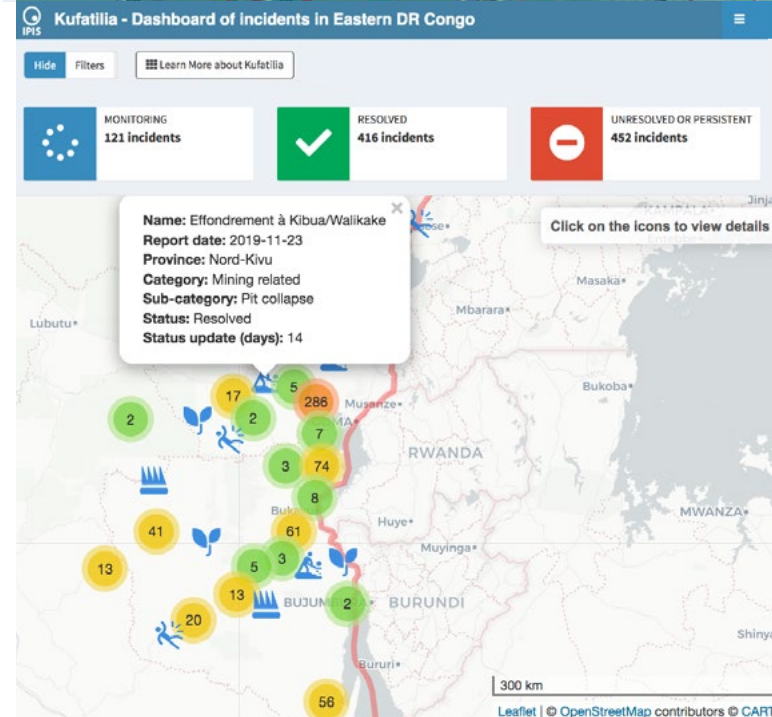 IPIS
Kufatilia - Dashboard of incidents in Eastern DR Congo
Hide Filters
Learn More about Kufatilia
MONITORING
121 incidents
RESOLVED
416 incidents
UNRESOLVED OR PERSISTENT
452 incidents
Name: Effondrement à Kibua/Walikake
Report date: 2019-11-23
Province: Nord-Kivu
Category: Mining related
Sub-category: Pit collapse
Status: Resolved
Status update (days): 14
KAMPALA
Jinja
Click on the icons to view details
Masaka
Mbarara
Lubutu
Bukoba
5
17
286
Musanze
2
2
7
RWANDA
3
74
8
MWANZA
41
61
Huye
Muyinga
3
5
13
13
BURUNDI
2
20
Bururi
56
300 km
Leaflet | © OpenStreetMap contributors © CART